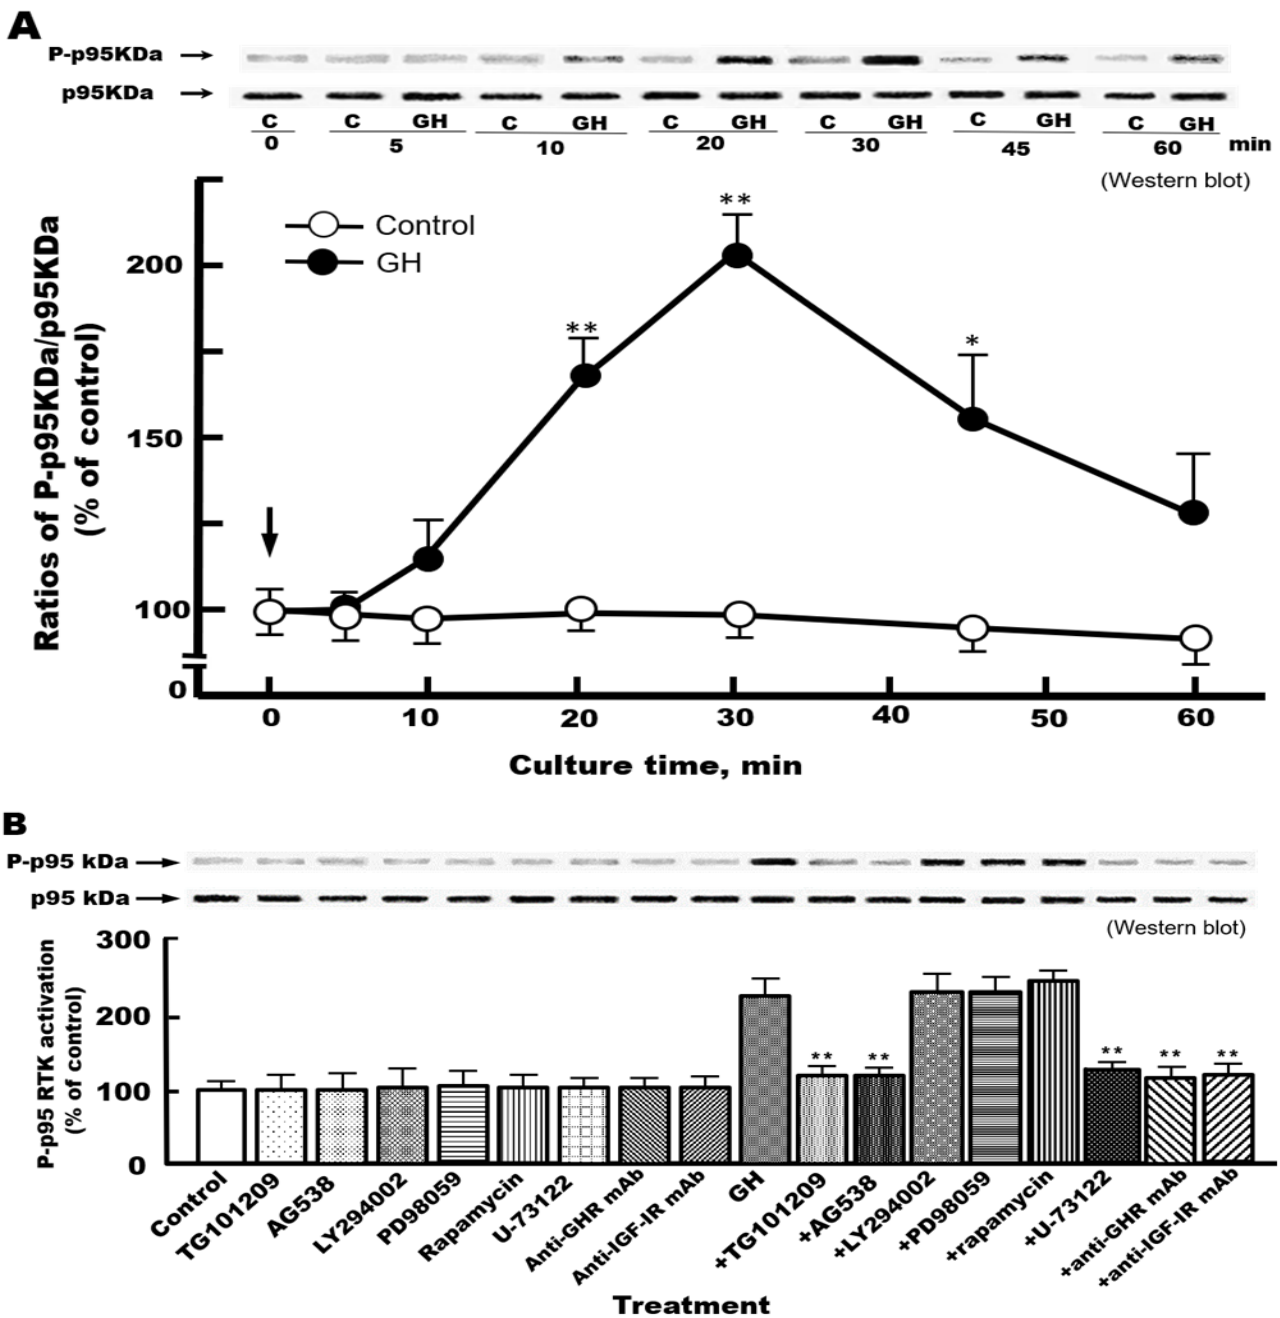 A
P-p95KDa
p95KDa
C C GH C GH C GH C GH C GH C GH
0 5 10 20 30 45 60 min
(Western blot)
Control
GH
Ratios of P-p95KDa/p95KDa
(% of control)
200
150
100
0
** ** *
0 10 20 30 40 50 60
Culture time, min
B
P-p95 kDa
p95 kDa
(Western blot)
P-p95 RTK activation
(% of control)
300
200
100
0
** ** ** ** **
Control
TG101209
AG538
LY294002
PD98059
Rapamycin
U-73122
Anti-GHR mAb
Anti-IGF-IR mAb
GH
+TG101209
+AG538
+LY294002
+PD98059
+rapamycin
+U-73122
+anti-GHR mAb
+anti-IGF-IR mAb
Treatment